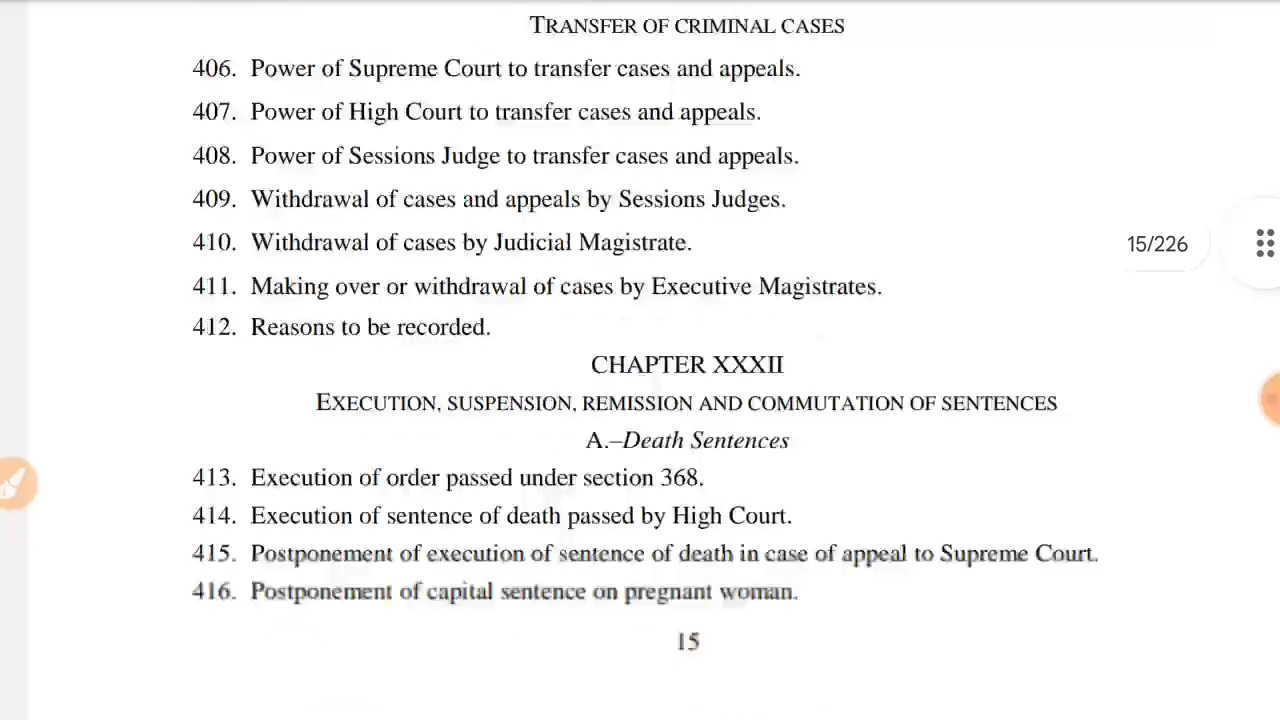 TRANSFER OF CRIMINAL CASES
406. Power of Supreme Court to transfer cases and appeals.
407. Power of High Court to transfer cases and appeals.
408. Power of Sessions Judge to transfer cases and appeals.
409. Withdrawal of cases and appeals by Sessions Judges.
15/226
410. Withdrawal of cases by Judicial Magistrate.
411. Making over or withdrawal of cases by Executive Magistrates.
412. Reasons to be recorded.
CHAPTER XXXII
EXECUTION, SUSPENSION, REMISSION AND COMMUTATION OF SENTENCES
A.–Death Sentences
413. Execution of order passed under section 368.
414. Execution of sentence of death passed by High Court.
415. Postponement of execution of sentence of death in case of appeal to Supreme Court.
416. Postponement of capital sentence on pregnant woman.
15